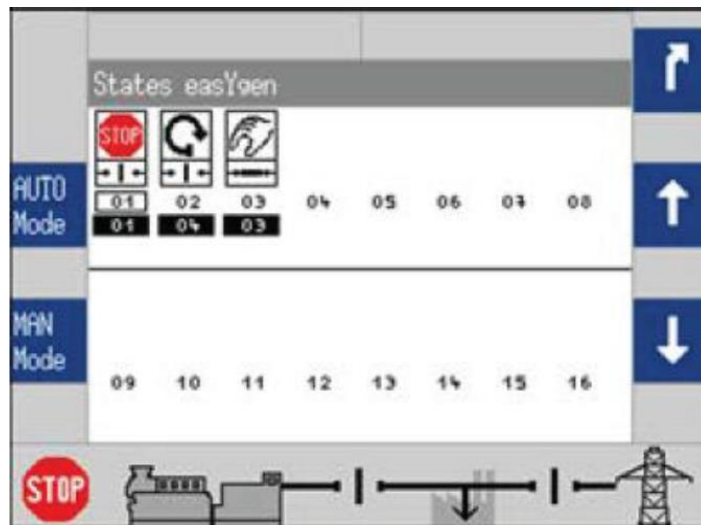 States easYgen
STOP
AUTO
Mode
01 02 03 04 05 06 07 08
01 04 03
MAN
Mode
09 10 11 12 13 14 15 16
STOP